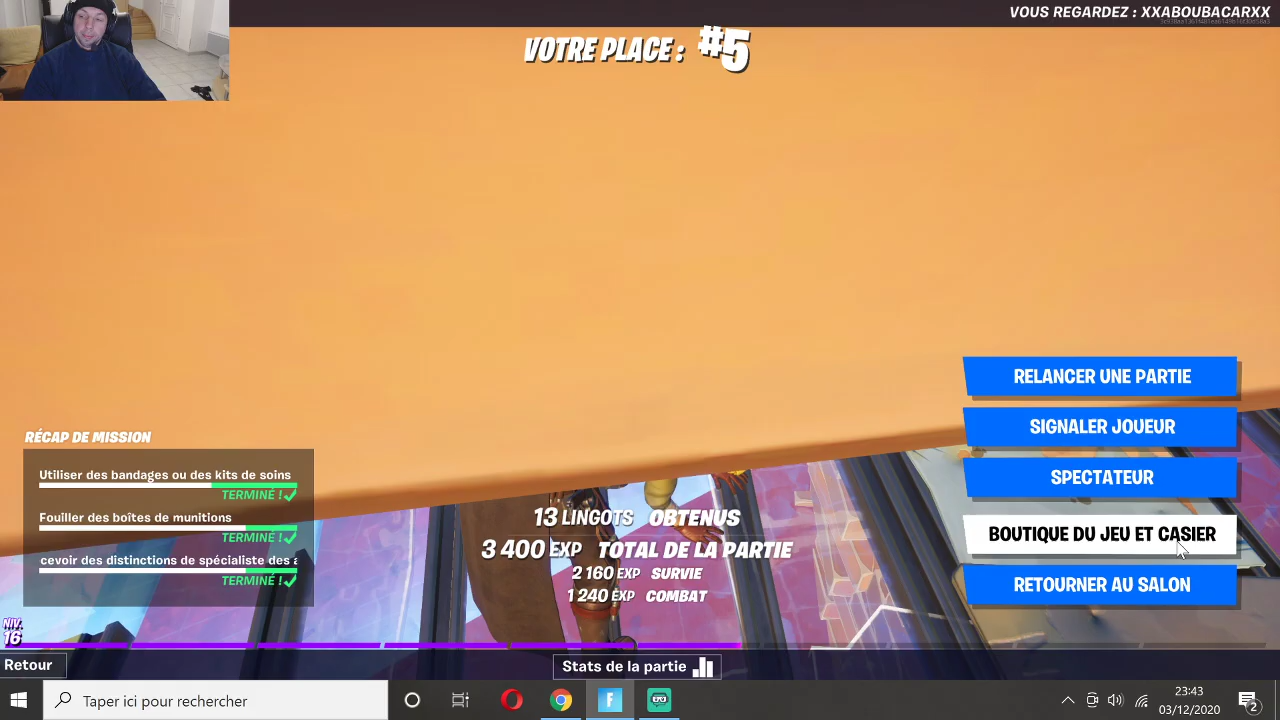 VOUS REGARDEZ : XXABOUBACARXX
VOTRE PLACE : #5
RELANCER UNE PARTIE
SIGNALER JOUEUR
SPECTATEUR
BOUTIQUE DU JEU ET CASIER
RETOURNER AU SALON
RÉCAP DE MISSION
Utiliser des bandages ou des kits de soins
TERMINÉ !
Fouiller des boîtes de munitions
TERMINÉ !
cevoir des distinctions de spécialiste des a
TERMINÉ !
13 LINGOTS OBTENUS
3 400 EXP TOTAL DE LA PARTIE
2 160 EXP SURVIE
1 240 EXP COMBAT
NIV.
16
Retour
Stats de la partie
Taper ici pour rechercher
23:43
03/12/2020
2